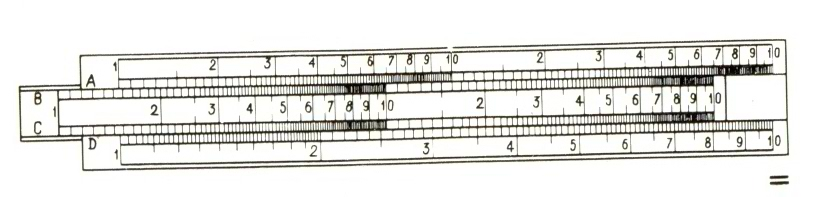 A 1 2 3 4 5 6 7 8 9 10 2 3 4 5 6 7 8 9 10
B
C 1 2 3 4 5 6 7 8 9 10 2 3 4 5 6 7 8 9 10
D 1 2 3 4 5 6 7 8 9 10
=